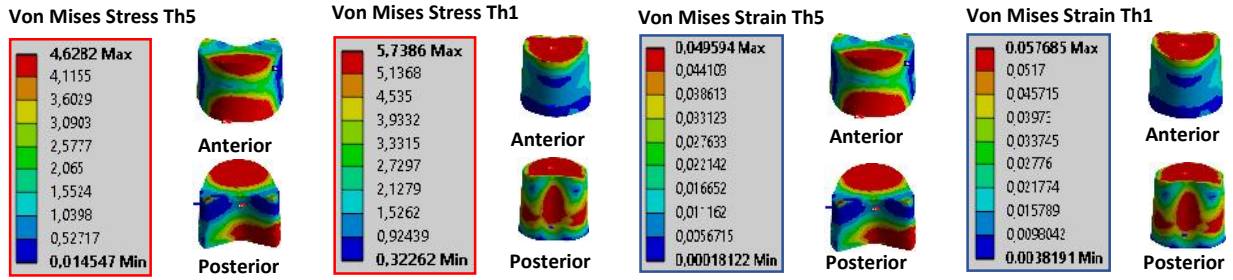 Von Mises Stress Th5
4,6282 Max
4,1155
3,6029
3,0903
2,5777
2,065
1,5524
1,0398
0,52717
0,014547 Min
Anterior
Posterior
Von Mises Stress Th1
5,7386 Max
5,1368
4,535
3,9332
3,3315
2,7297
2,1279
1,5262
0,92439
0,32262 Min
Anterior
Posterior
Von Mises Strain Th5
0,049594 Max
0,044103
0,038613
0,033123
0,027633
0,022142
0,016652
0,011162
0,0056715
0,00018122 Min
Anterior
Posterior
Von Mises Strain Th1
0.057685 Max
0,0517
0,045715
0,03973
0,033745
0,02776
0,021774
0,015789
0,0098042
0.0038191 Min
Anterior
Posterior